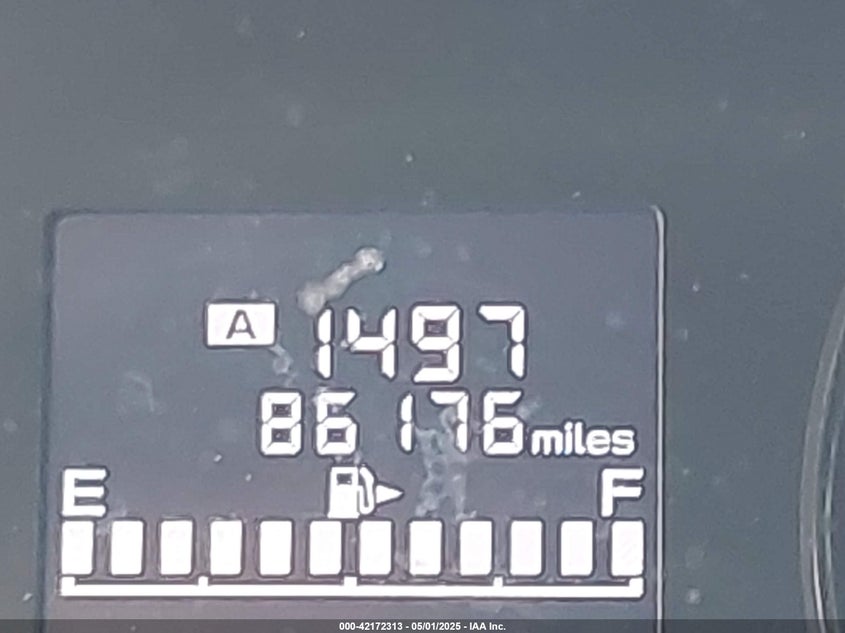 A 1497
86176 miles
E F
000-42172313 - 05/01/2025 - IAA Inc.